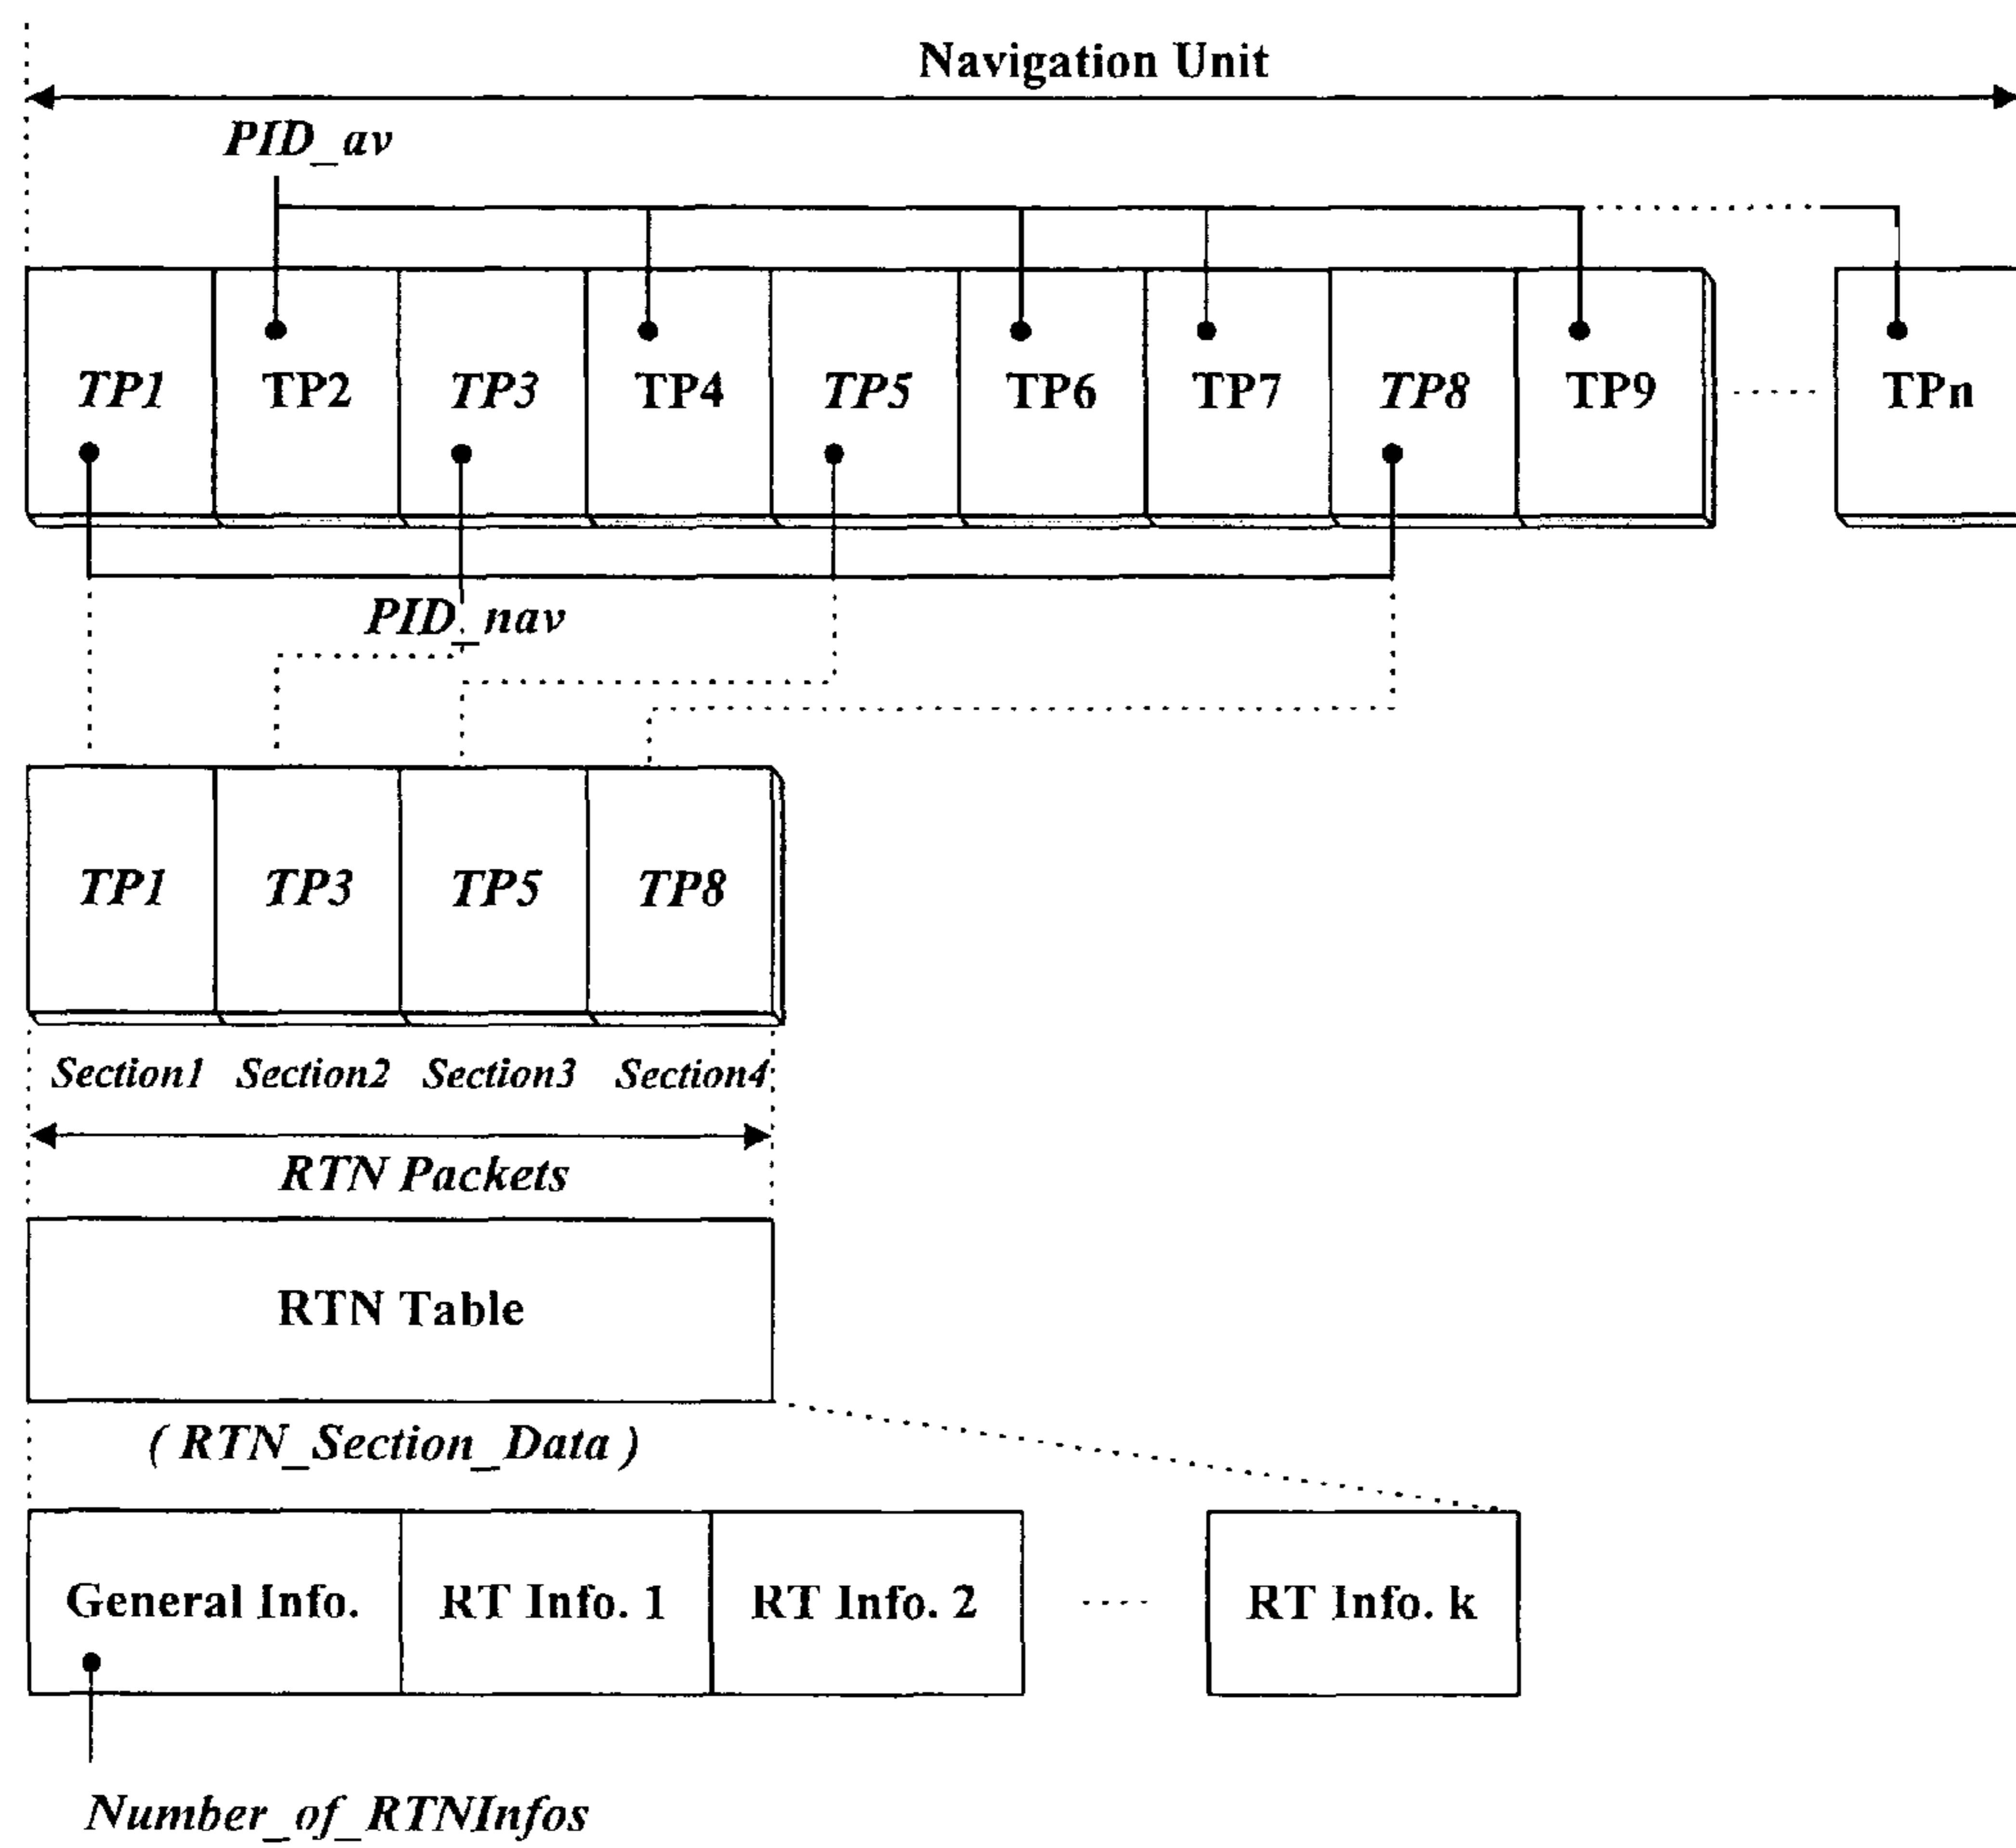 Navigation Unit
PID_av
TP1 TP2 TP3 TP4 TP5 TP6 TP7 TP8 TP9 ...... TPn
PID_nav
TP1 TP3 TP5 TP8
Section1 Section2 Section3 Section4
RTN Packets
RTN Table
( RTN_Section_Data )
General Info. RT Info. 1 RT Info. 2 ..... RT Info. k
Number_of_RTNInfos